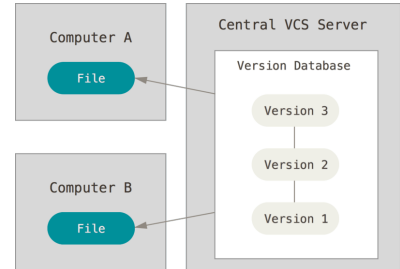 Computer A
File
Computer B
File
Central VCS Server
Version Database
Version 3
Version 2
Version 1